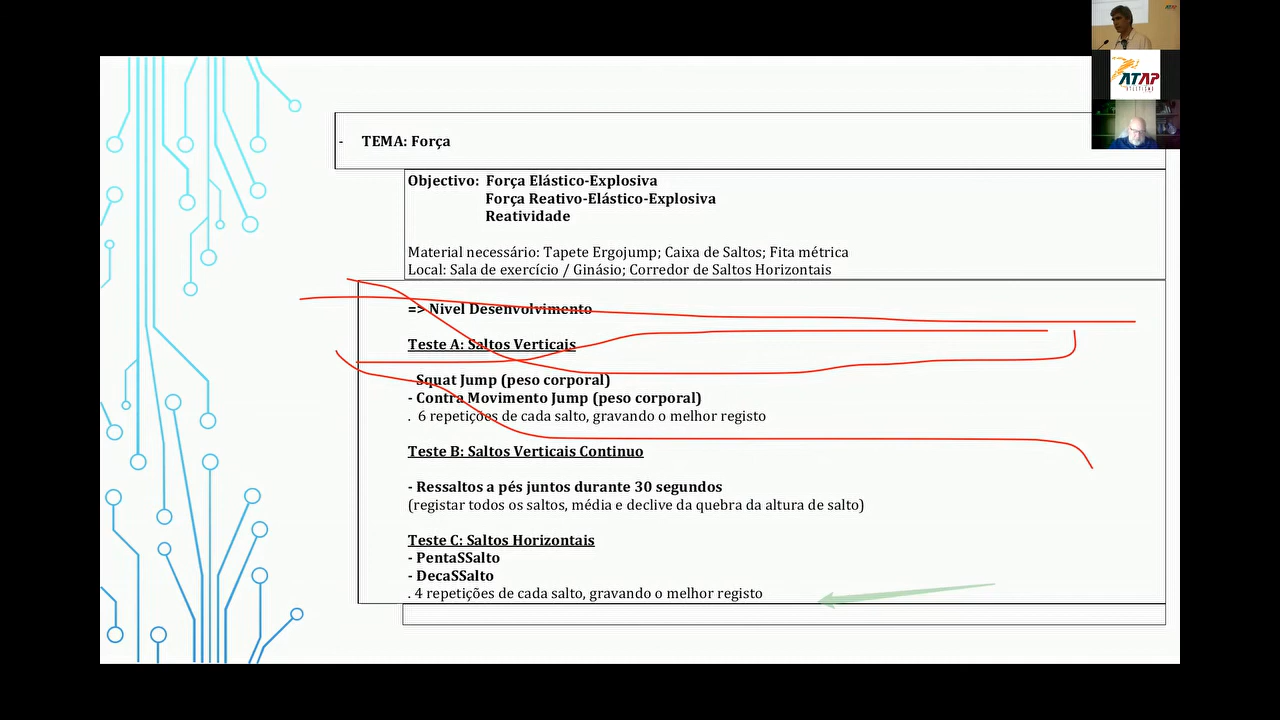 - TEMA: Força
Objectivo: Força Elástico-Explosiva
Força Reativo-Elástico-Explosiva
Reatividade
Material necessário: Tapete Ergojump; Caixa de Saltos; Fita métrica
Local: Sala de exercício / Ginásio; Corredor de Saltos Horizontais
=> Nivel Desenvolvimento
Teste A: Saltos Verticais
- Squat Jump (peso corporal)
- Contra Movimento Jump (peso corporal)
. 6 repetições de cada salto, gravando o melhor registo
Teste B: Saltos Verticais Continuo
- Ressaltos a pés juntos durante 30 segundos
(registar todos os saltos, média e declive da quebra da altura de salto)
Teste C: Saltos Horizontais
- PentaSSalto
- DecaSSalto
. 4 repetições de cada salto, gravando o melhor registo
ATAP